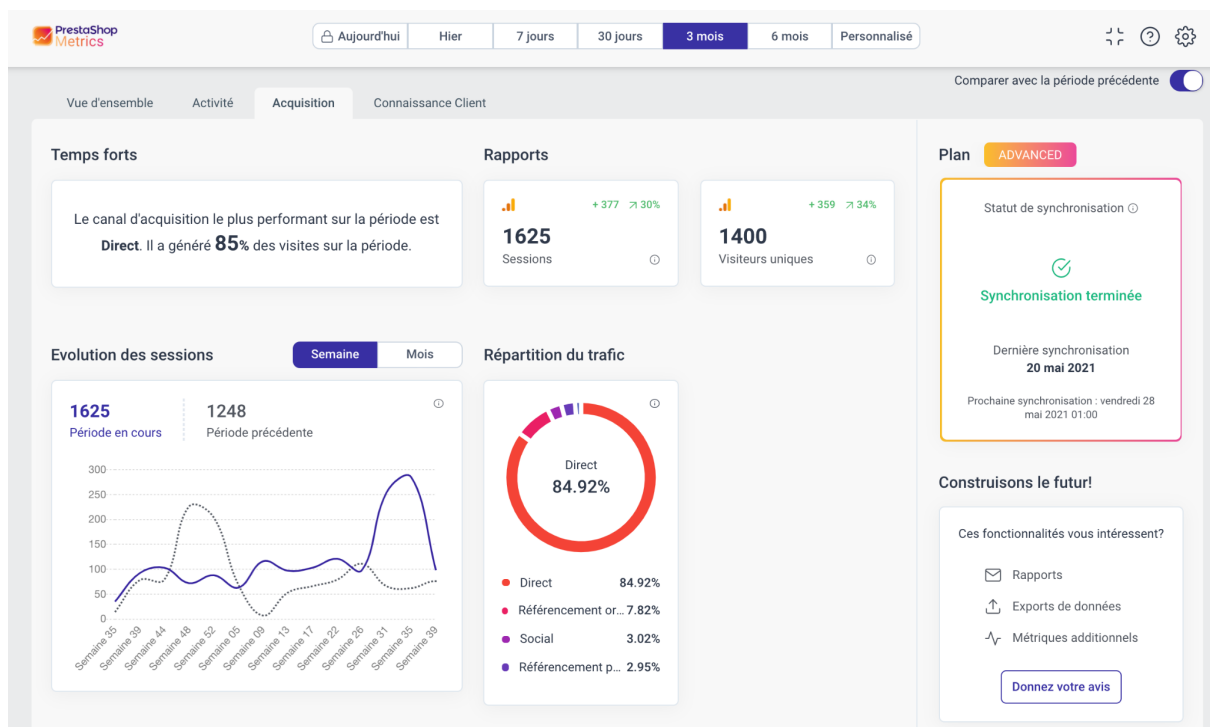 PrestaShop
Metrics
Aujourd'hui
Hier
7 jours
30 jours
3 mois
6 mois
Personnalisé
Comparer avec la période précédente
Vue d'ensemble
Activité
Acquisition
Connaissance Client
Temps forts
Le canal d'acquisition le plus performant sur la période est
Direct. Il a généré 85% des visites sur la période.
Rapports
+ 377 30%
1625
Sessions
+ 359 34%
1400
Visiteurs uniques
Plan
ADVANCED
Statut de synchronisation
Synchronisation terminée
Dernière synchronisation
20 mai 2021
Prochaine synchronisation : vendredi 28
mai 2021 01:00
Evolution des sessions
Semaine
Mois
1625
Période en cours
1248
Période précédente
300
250
200
150
100
50
0
Semaine 35
Semaine 39
Semaine 44
Semaine 48
Semaine 52
Semaine 05
Semaine 09
Semaine 13
Semaine 17
Semaine 22
Semaine 26
Semaine 31
Semaine 35
Semaine 39
Répartition du trafic
Direct
84.92%
Direct 84.92%
Référencement or... 7.82%
Social 3.02%
Référencement p... 2.95%
Construisons le futur!
Ces fonctionnalités vous intéressent?
Rapports
Exports de données
Métriques additionnels
Donnez votre avis